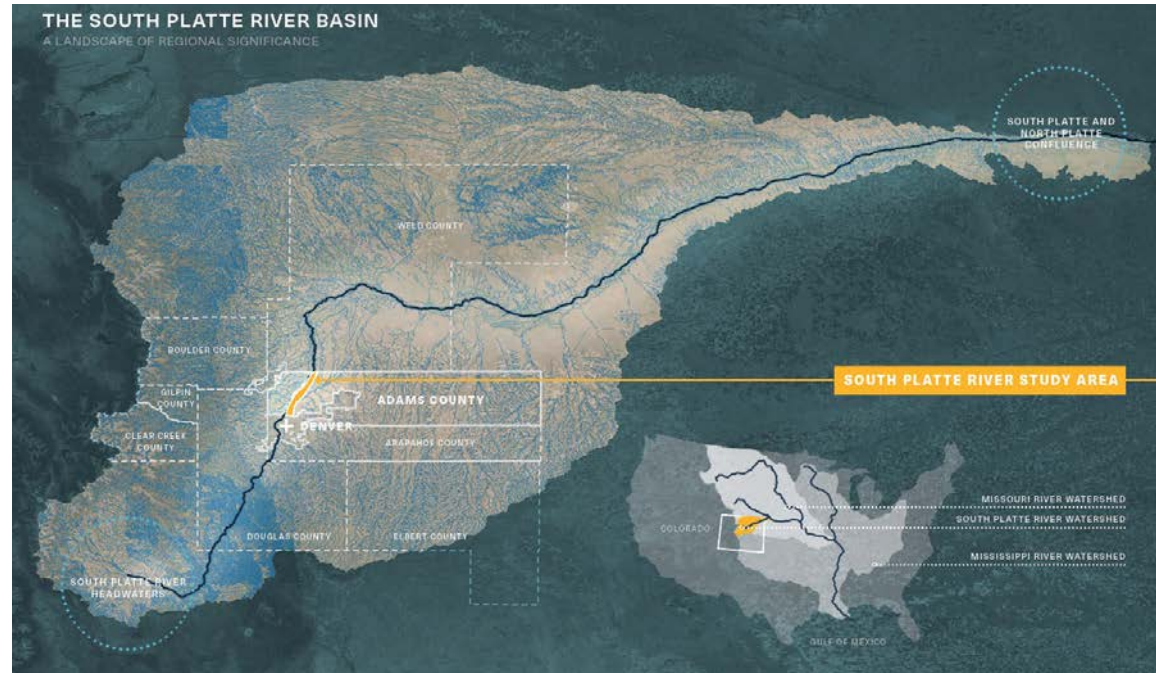 THE SOUTH PLATTE RIVER BASIN
A LANDSCAPE OF REGIONAL SIGNIFICANCE
SOUTH PLATTE AND
NORTH PLATTE
CONFLUENCE
WELD COUNTY
BOULDER COUNTY
SOUTH PLATTE RIVER STUDY AREA
GILPIN
COUNTY
ADAMS COUNTY
DENVER
CLEAR CREEK
COUNTY
ARAPAHOE COUNTY
DOUGLAS COUNTY
ELBERT COUNTY
SOUTH PLATTE RIVER
HEADWATERS
MISSOURI RIVER WATERSHED
COLORADO
SOUTH PLATTE RIVER WATERSHED
MISSISSIPPI RIVER WATERSHED
GULF OF MEXICO